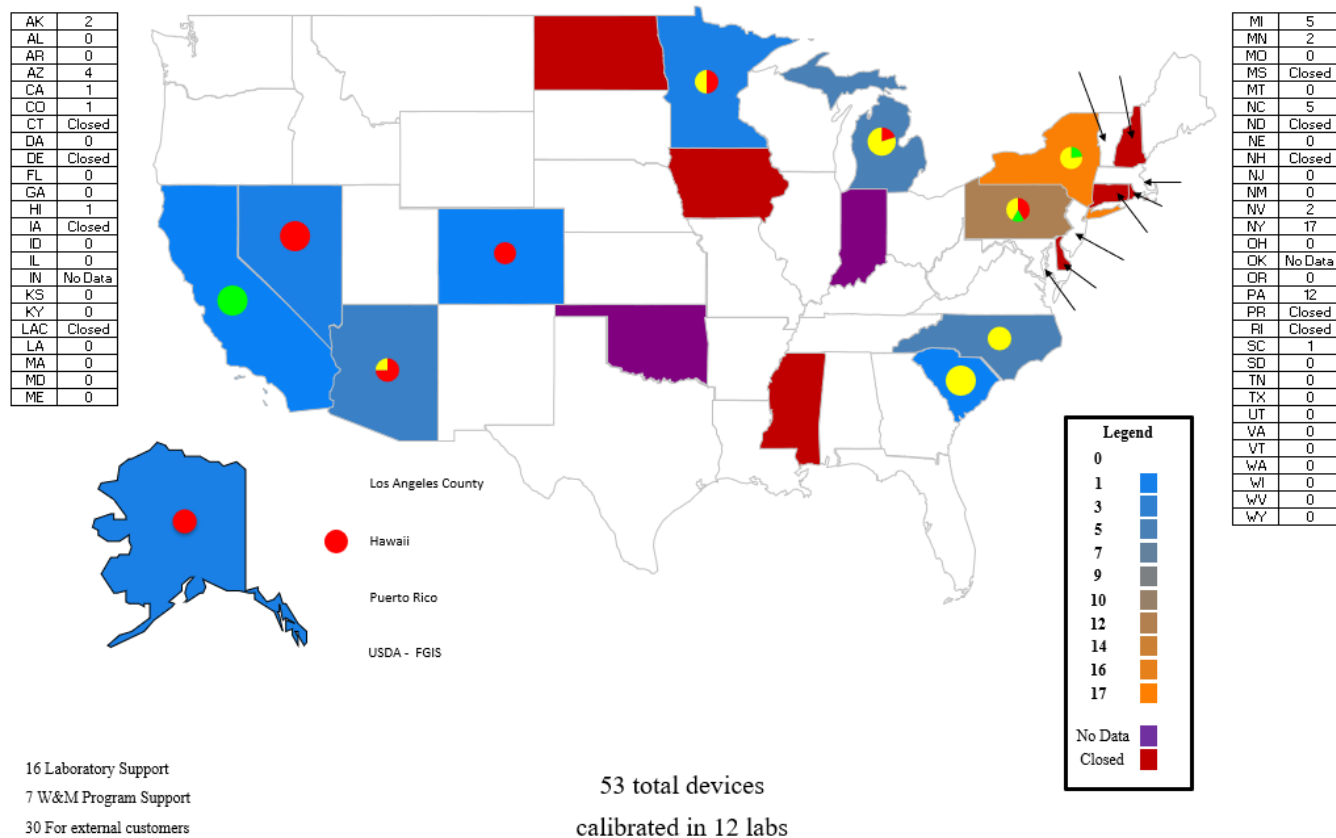 AK 2
AL 0
AR 0
AZ 4
CA 1
CO 1
CT Closed
DA 0
DE Closed
FL 0
GA 0
HI 1
IA Closed
ID 0
IL 0
IN No Data
KS 0
KY 0
LAC Closed
LA 0
MA 0
MD 0
ME 0
MI 5
MN 2
MO 0
MS Closed
MT 0
NC 5
ND Closed
NE 0
NH Closed
NJ 0
NM 0
NV 2
NY 17
OH 0
OK No Data
OR 0
PA 12
PR Closed
RI Closed
SC 1
SD 0
TN 0
TX 0
UT 0
VA 0
VT 0
WA 0
WI 0
WV 0
WY 0
Los Angeles County
Hawaii
Puerto Rico
USDA - FGIS
Legend
0
1
3
5
7
9
10
12
14
16
17
No Data
Closed
16 Laboratory Support
7 W&M Program Support
30 For external customers
53 total devices
calibrated in 12 labs